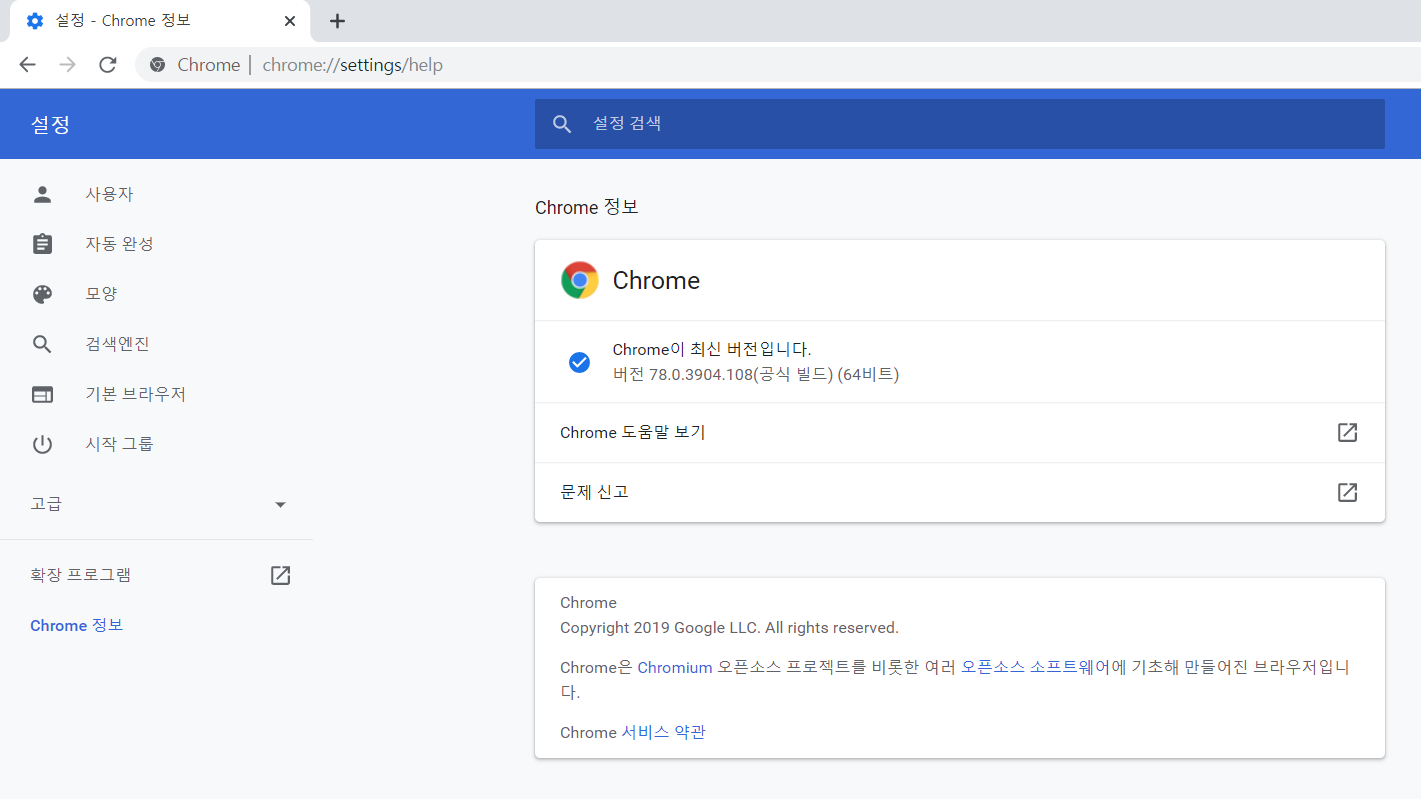 설정 - Chrome 정보
Chrome | chrome://settings/help
설정
설정 검색
사용자
자동 완성
모양
검색엔진
기본 브라우저
시작 그룹
고급
확장 프로그램
Chrome 정보
Chrome 정보
Chrome
Chrome이 최신 버전입니다.
버전 78.0.3904.108(공식 빌드) (64비트)
Chrome 도움말 보기
문제 신고
Chrome
Copyright 2019 Google LLC. All rights reserved.
Chrome은 Chromium 오픈소스 프로젝트를 비롯한 여러 오픈소스 소프트웨어에 기초해 만들어진 브라우저입니
다.
Chrome 서비스 약관